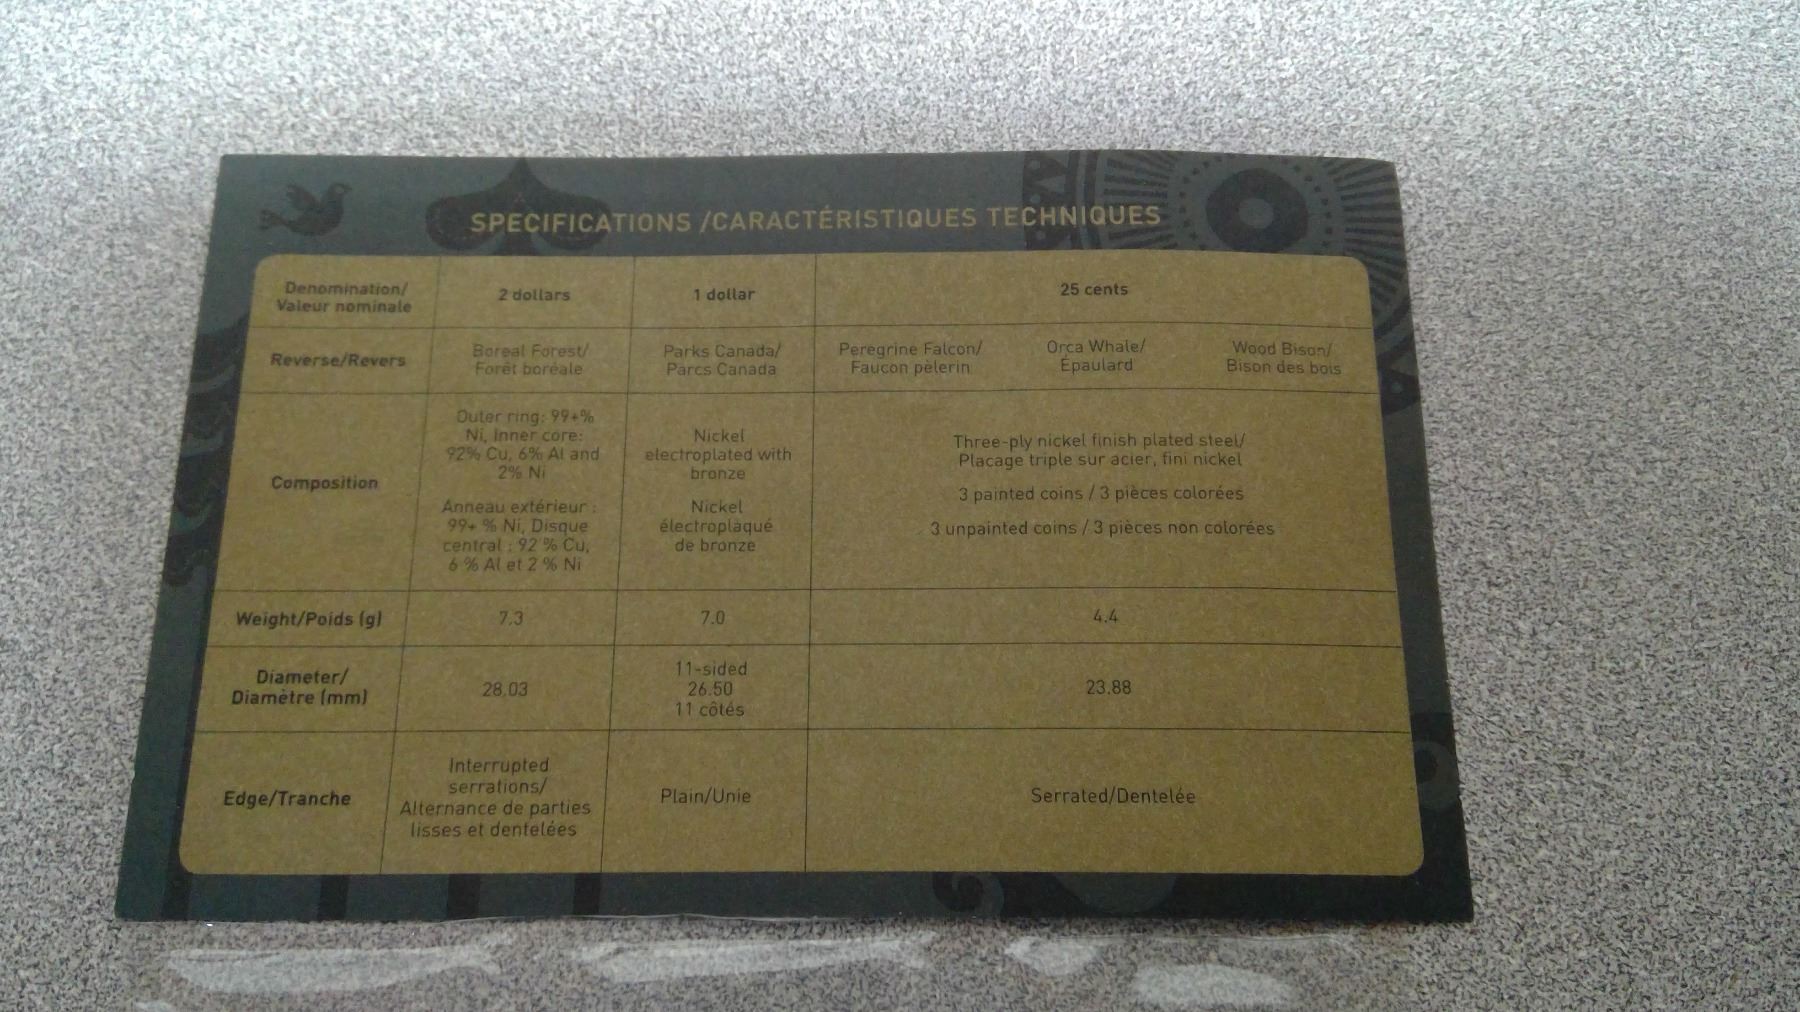 SPECIFICATIONS /CARACTÉRISTIQUES TECHNIQUES
Denomination/
Valeur nominale
2 dollars
1 dollar
25 cents
Reverse/Revers
Boreal Forest/
Forêt boréale
Parks Canada/
Parcs Canada
Peregrine Falcon/
Faucon pèlerin
Orca Whale/
Épaulard
Wood Bison/
Bison des bois
Composition
Outer ring: 99+%
Ni, Inner core:
92% Cu, 6% Al and
2% Ni
Anneau extérieur :
99+ % Ni, Disque
central : 92 % Cu,
6 % Al et 2 % Ni
Nickel
electroplated with
bronze
Nickel
électroplaqué
de bronze
Three-ply nickel finish plated steel/
Placage triple sur acier, fini nickel
3 painted coins / 3 pièces colorées
3 unpainted coins / 3 pièces non colorées
Weight/Poids (g)
7.3
7.0
4.4
Diameter/
Diamètre (mm)
28.03
11-sided
26.50
11 côtés
23.88
Edge/Tranche
Interrupted
serrations/
Alternance de parties
lisses et dentelées
Plain/Unie
Serrated/Dentelée